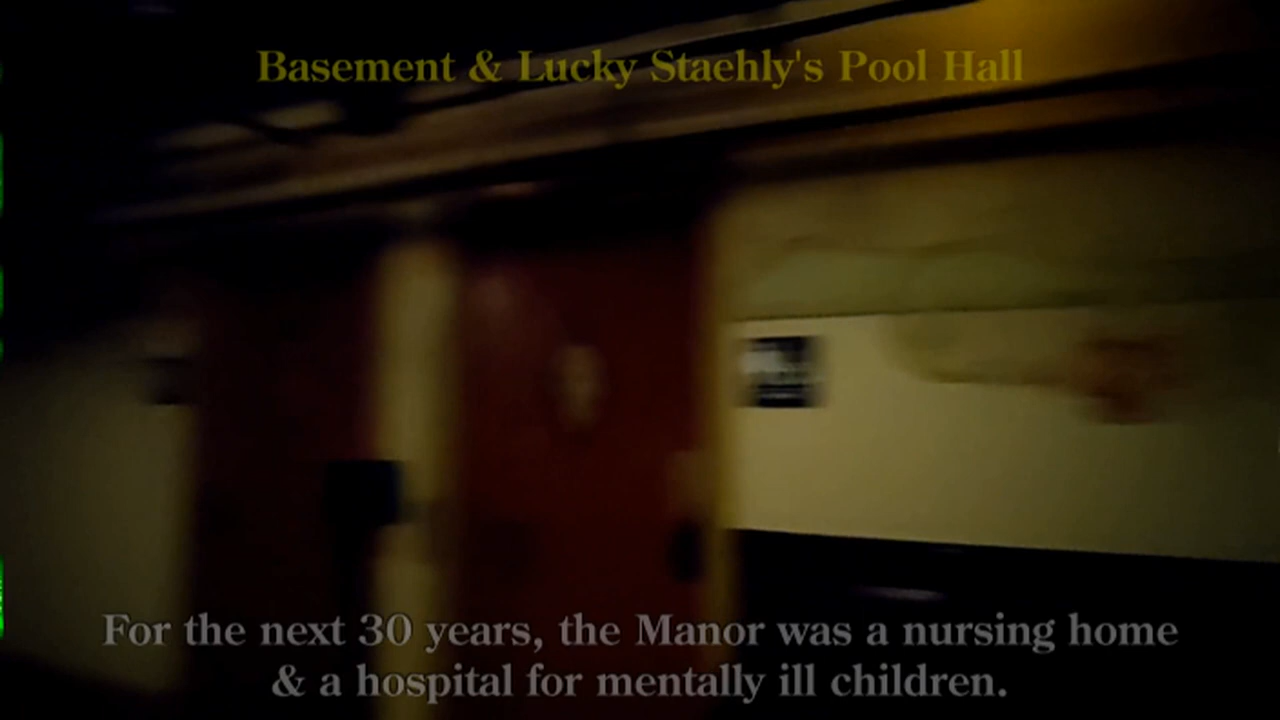 Basement & Lucky Staehly's Pool Hall
For the next 30 years, the Manor was a nursing home
& a hospital for mentally ill children.